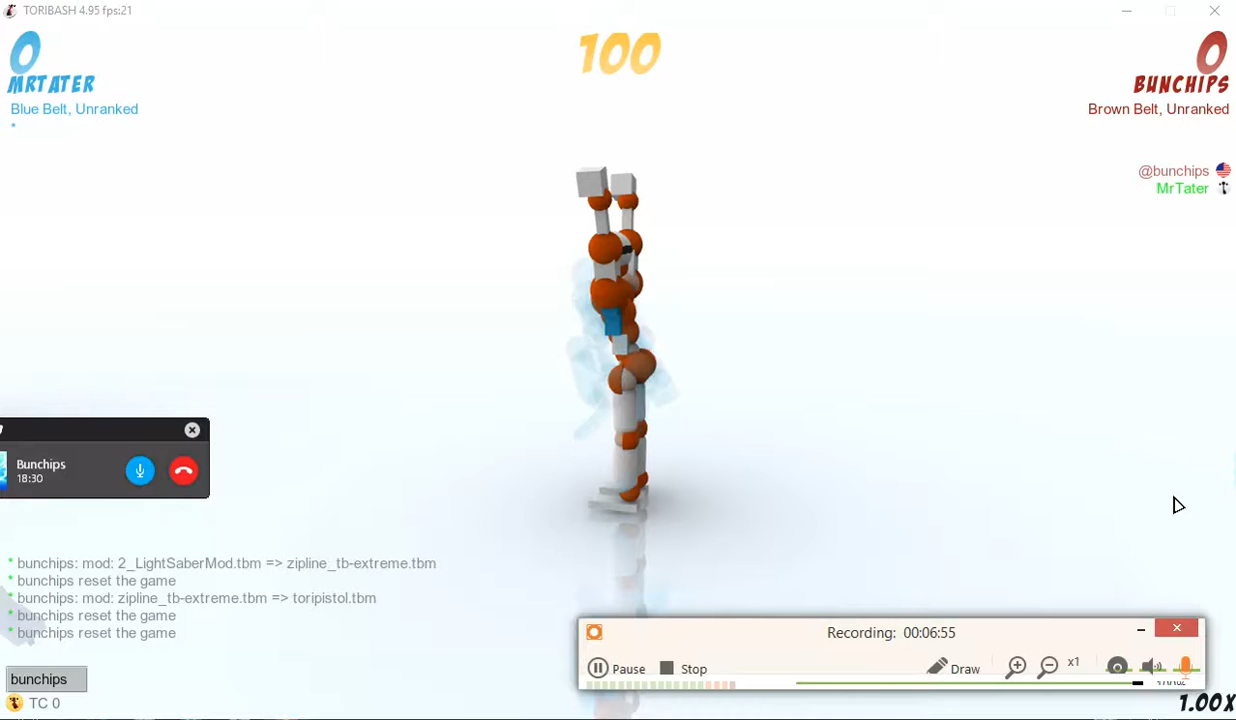 TORIBASH 4.95 fps:21
0
100
0
MRTATER
BUNCHIPS
Blue Belt, Unranked
Brown Belt, Unranked
*
@bunchips
MrTater
Bunchips
18:30
* bunchips: mod: 2_LightSaberMod.tbm => zipline_tb-extreme.tbm
* bunchips reset the game
* bunchips: mod: zipline_tb-extreme.tbm => toripistol.tbm
* bunchips reset the game
* bunchips reset the game
Recording: 00:06:55
Pause Stop Draw x1
bunchips
TC 0
1.00X